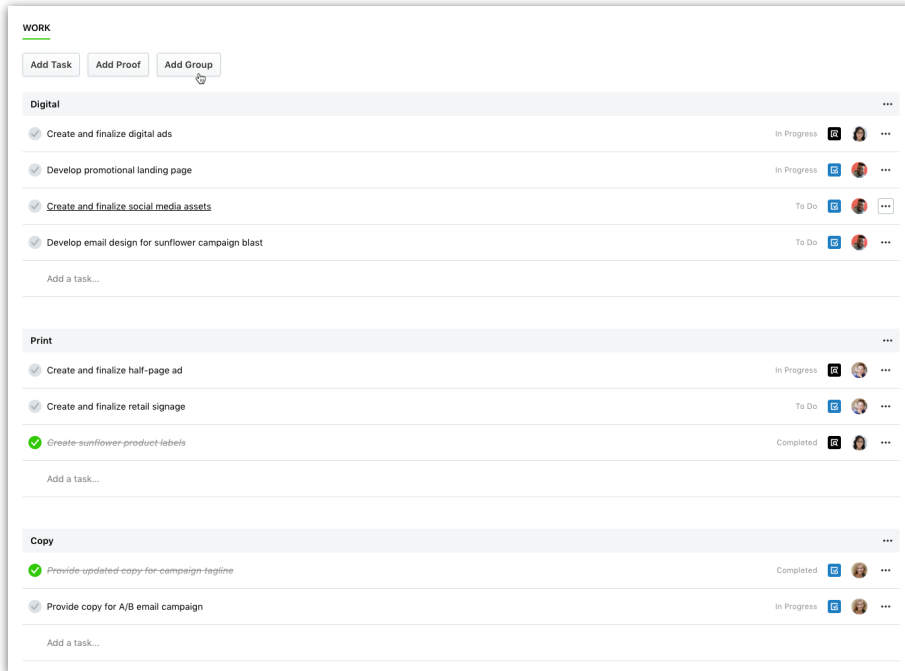 WORK
Add Task Add Proof Add Group
Digital
Create and finalize digital ads In Progress
Develop promotional landing page In Progress
Create and finalize social media assets To Do
Develop email design for sunflower campaign blast To Do
Add a task...
Print
Create and finalize half-page ad In Progress
Create and finalize retail signage To Do
Create sunflower product labels Completed
Add a task...
Copy
Provide updated copy for campaign tagline Completed
Provide copy for A/B email campaign In Progress
Add a task...